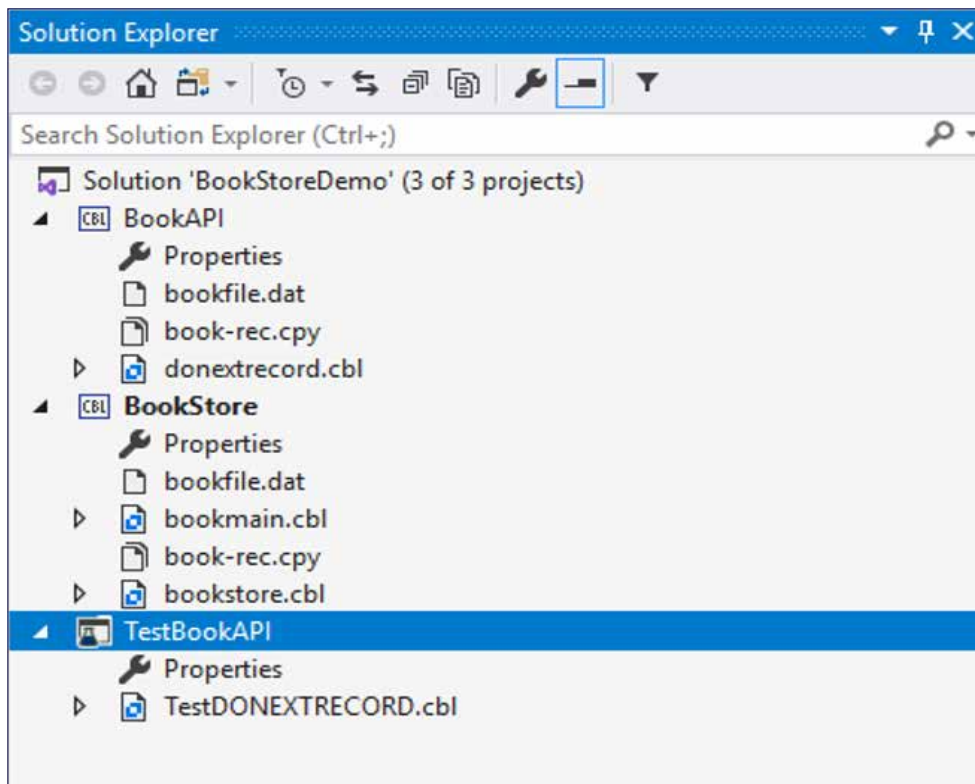 Solution Explorer
Search Solution Explorer (Ctrl+;)
Solution 'BookStoreDemo' (3 of 3 projects)
CBL BookAPI
Properties
bookfile.dat
book-rec.cpy
donextrecord.cbl
CBL BookStore
Properties
bookfile.dat
bookmain.cbl
book-rec.cpy
bookstore.cbl
TestBookAPI
Properties
TestDONEXTRECORD.cbl